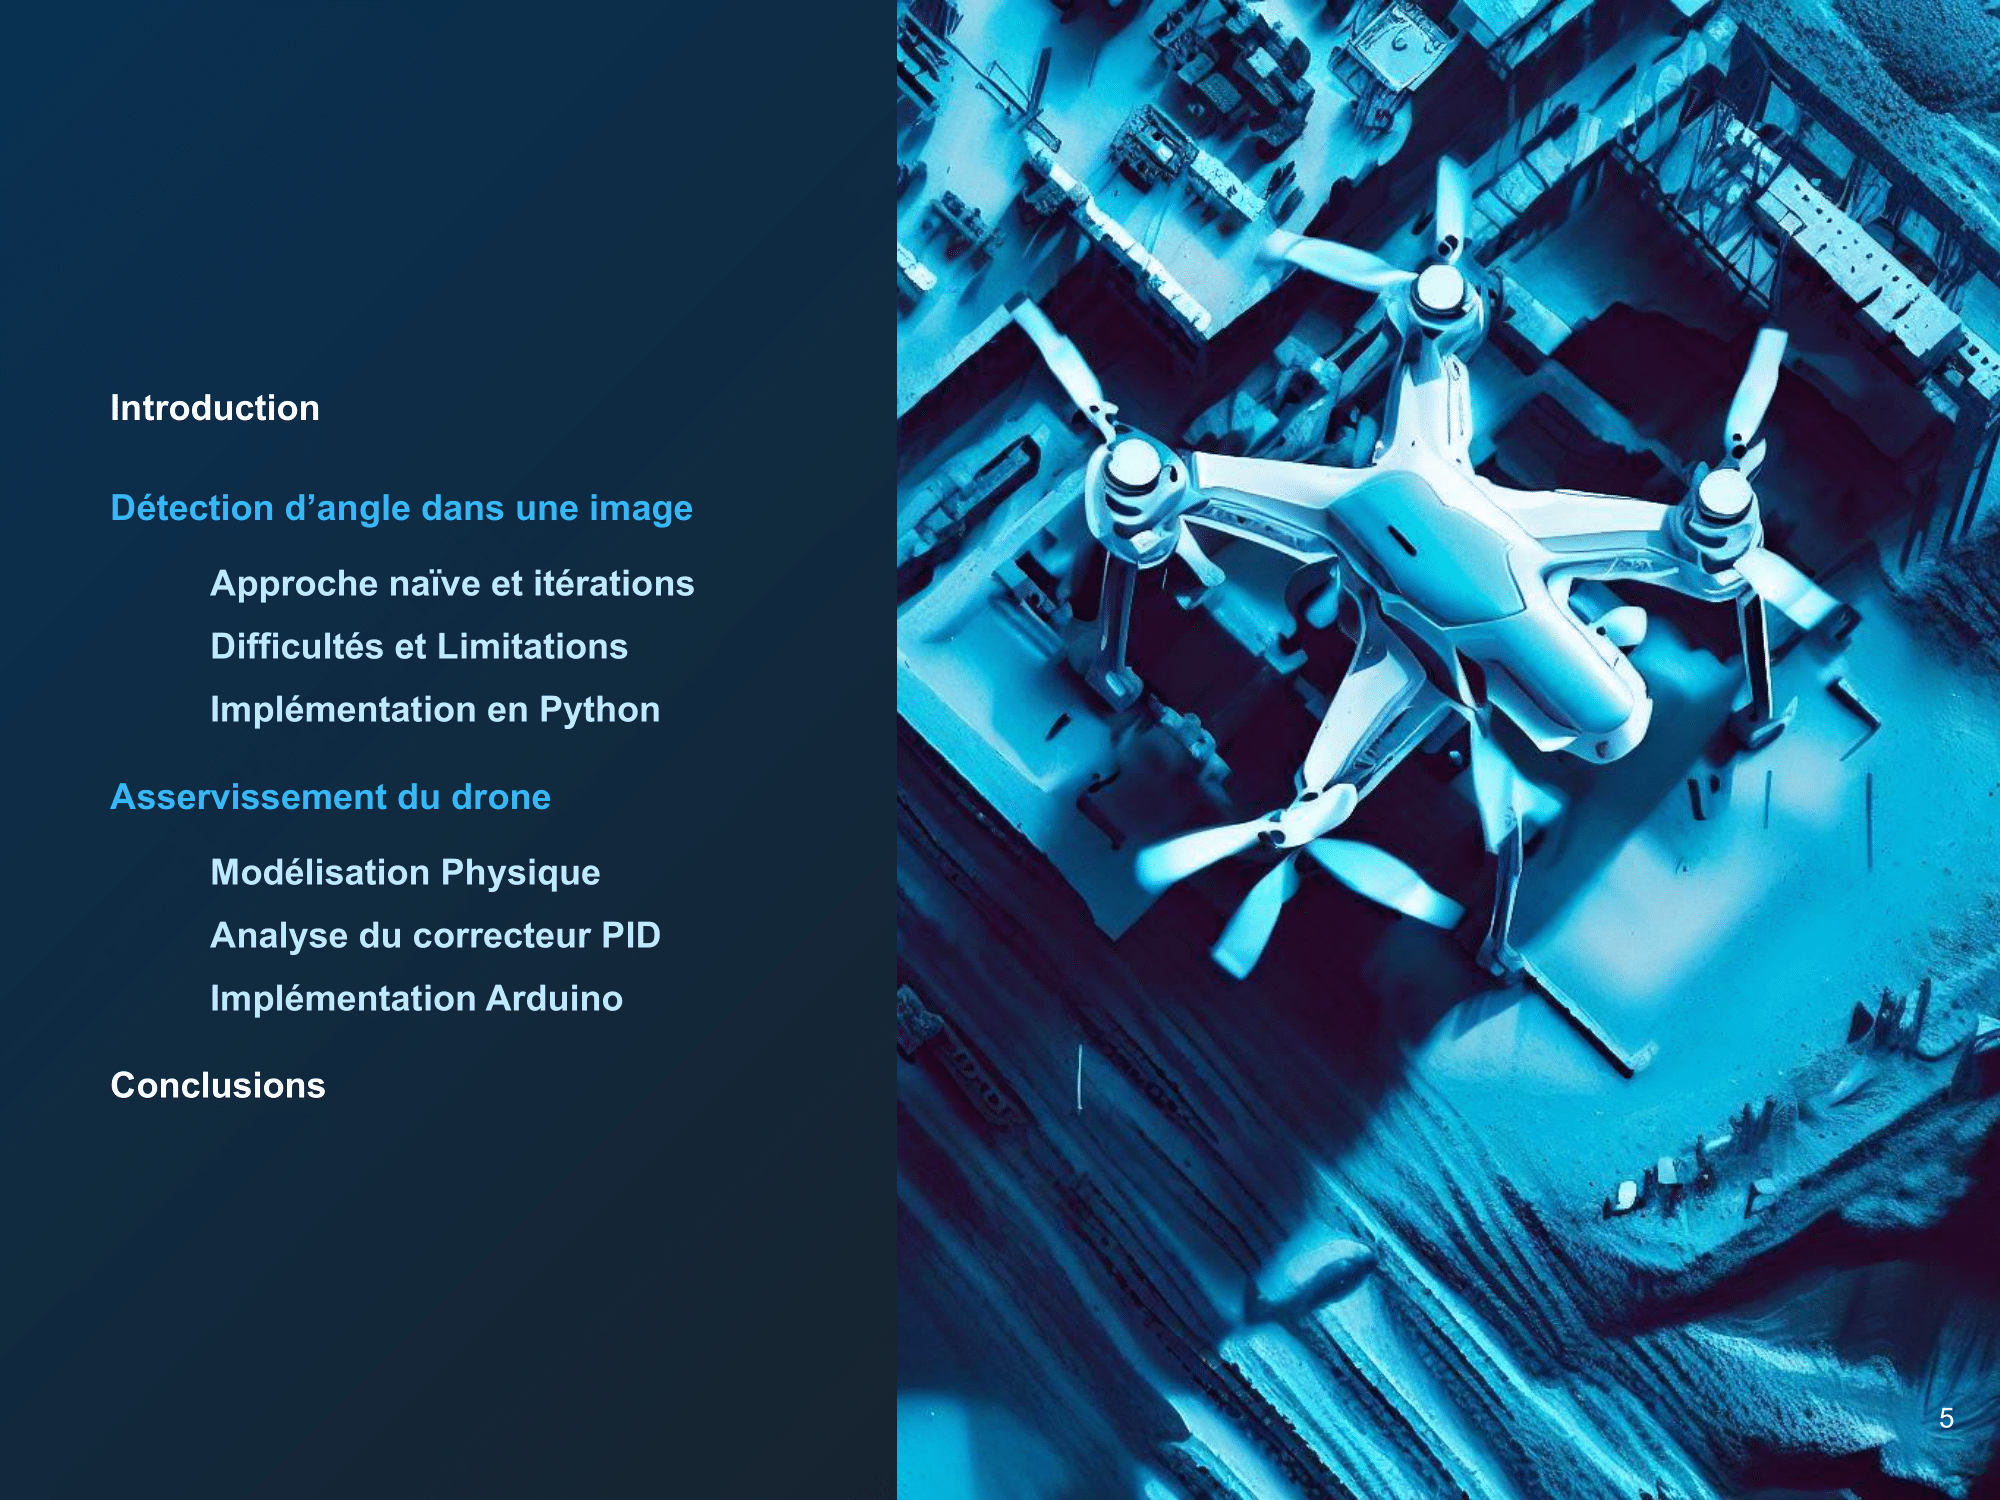 Introduction
Détection d’angle dans une image
Approche naïve et itérations
Difficultés et Limitations
Implémentation en Python
Asservissement du drone
Modélisation Physique
Analyse du correcteur PID
Implémentation Arduino
Conclusions
5